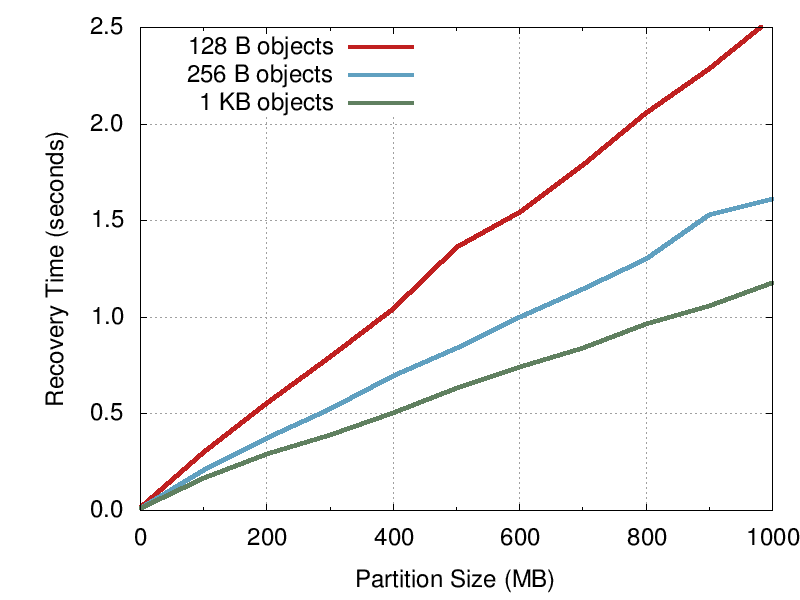 2.5
2.0
1.5
1.0
0.5
0.0
Recovery Time (seconds)
128 B objects
256 B objects
1 KB objects
0 200 400 600 800 1000
Partition Size (MB)